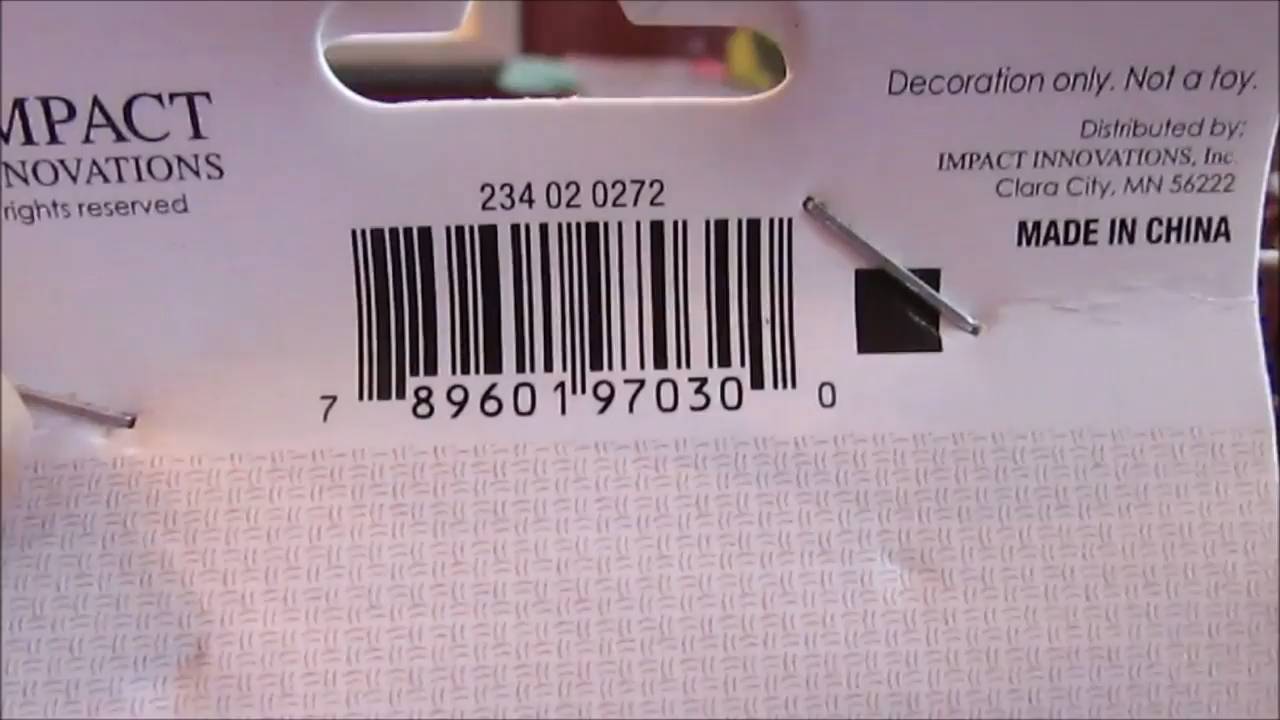 MPACT
NNOVATIONS
rights reserved
234 02 0272
7 89601 97030 0
Decoration only. Not a toy.
Distributed by:
IMPACT INNOVATIONS, Inc.
Clara City, MN 56222
MADE IN CHINA